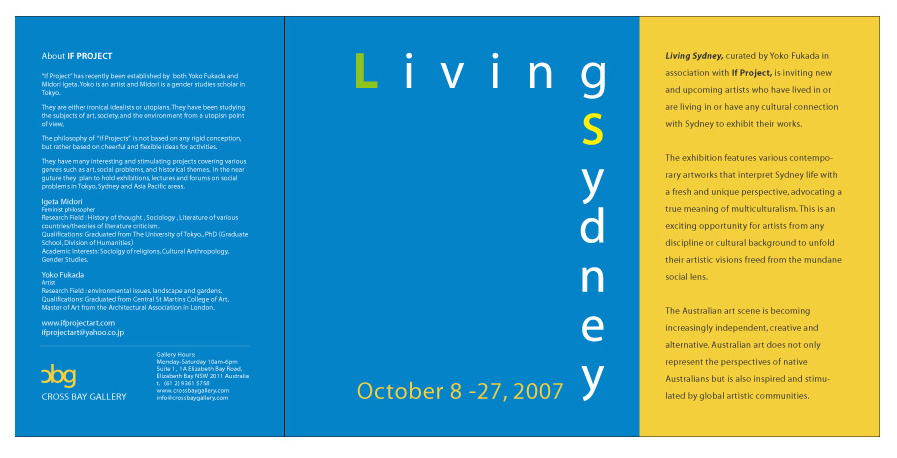 About IF PROJECT
"If Project" has recently been established by both Yoko Fukada and
Midori Igeta. Yoko is an artist and Midori is a gender studies scholar in
Tokyo.
They are either ironical idealists or utopians. They have been studying
the subjects of art, society, and the environment from a utopisn point
of view.
The philosophy of "If Projects" is not based on any rigid conception,
but rather based on cheerful and flexible ideas for activities.
They have many interesting and stimulating projects covering various
genres such as art, social problems, and historical themes. In the near
guture they plan to hold exhibitions, lectures and forums on social
problems in Tokyo, Sydney and Asia Pacific areas.
Igeta Midori
Feminist philosopher
Research Field : History of thought , Sociology , Literature of various
countries/theories of literature criticism.
Qualifications: Graduated from The University of Tokyo., PhD (Graduate
School, Division of Humanities)
Academic Interests: Sociolgy of religions, Cultural Anthropology,
Gender Studies.
Yoko Fukada
Artist
Research Field : environmental issues, landscape and gardens.
Qualifications: Graduated from Central St Martins College of Art,
Master of Art from the Architectural Association in London.
www.ifprojectart.com
ifprojectart@yahoo.co.jp
cbg
CROSS BAY GALLERY
Gallery Hours:
Monday-Saturday 10am-6pm
Suite 1, 1A Elizabeth Bay Road,
Elizabeth Bay NSW 2011 Australia
t. (61 2) 9361 5758
www.crossbaygallery.com
info@crossbaygallery.com
Living
Sydney
October 8 -27, 2007
Living Sydney, curated by Yoko Fukada in
association with If Project, is inviting new
and upcoming artists who have lived in or
are living in or have any cultural connection
with Sydney to exhibit their works.
The exhibition features various contempo-
rary artworks that interpret Sydney life with
a fresh and unique perspective, advocating a
true meaning of multiculturalism. This is an
exciting opportunity for artists from any
discipline or cultural background to unfold
their artistic visions freed from the mundane
social lens.
The Australian art scene is becoming
increasingly independent, creative and
alternative. Australian art does not only
represent the perspectives of native
Australians but is also inspired and stimu-
lated by global artistic communities.